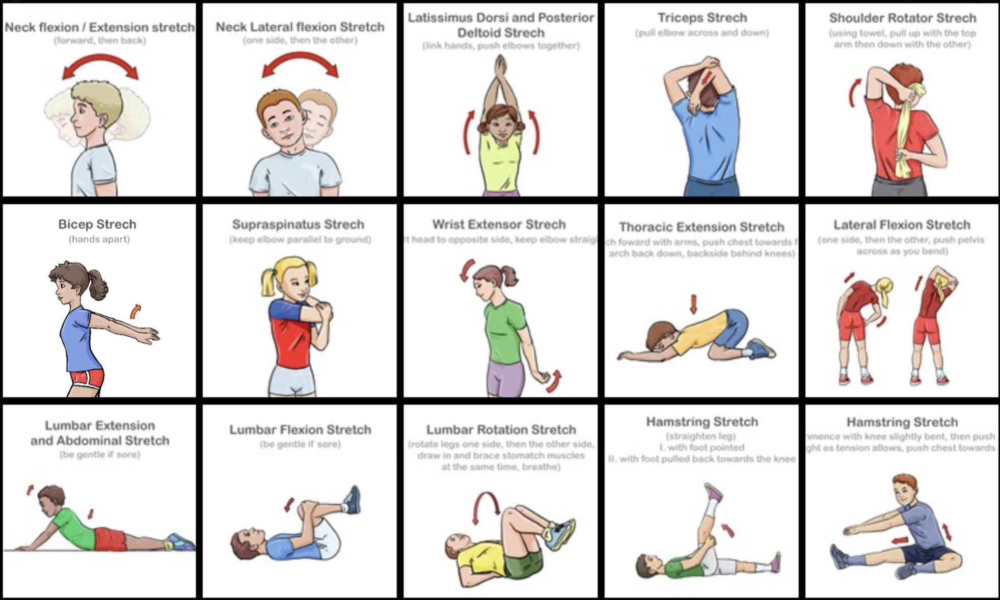 Neck flexion / Extension stretch
(forward, then back)
Neck Lateral flexion Stretch
(one side, then the other)
Latissimus Dorsi and Posterior
Deltoid Strech
(link hands, push elbows together)
Triceps Strech
(pull elbow across and down)
Shoulder Rotator Strech
(using towel, pull up with the top
arm then down with the other)
Bicep Strech
(hands apart)
Supraspinatus Strech
(keep elbow parallel to ground)
Wrist Extensor Strech
head to opposite side, keep elbow
Thoracic Extension Stretch
foward with arms, push chest towards
arch back down, backside behind knees)
Lateral Flexion Stretch
(one side, then the other, push pelvis
across as you bend)
Lumbar Extension
and Abdominal Stretch
(be gentle if sore)
Lumbar Flexion Stretch
(be gentle if sore)
Lumbar Rotation Stretch
(rotate legs one side, then the other side,
draw in and brace stomatch muscles
at the same time, breathe)
Hamstring Stretch
(straighten leg)
I. with foot pointed
II. with foot pulled back towards the knee
Hamstring Stretch
with knee slightly bent, then push
as tension allows, push chest towards